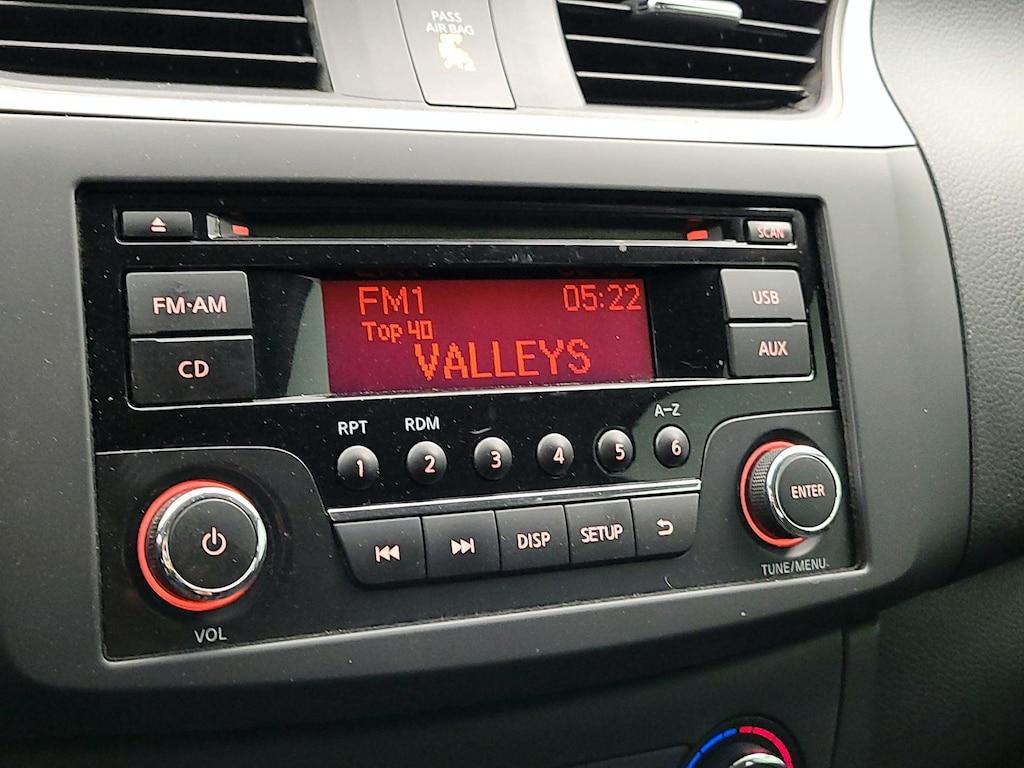 PASS
AIR BAG
SCAN
FM·AM
CD
FM1 05:22
Top 40
VALLEYS
USB
AUX
RPT RDM A-Z
1 2 3 4 5 6
DISP SETUP
ENTER
TUNE/MENU
VOL